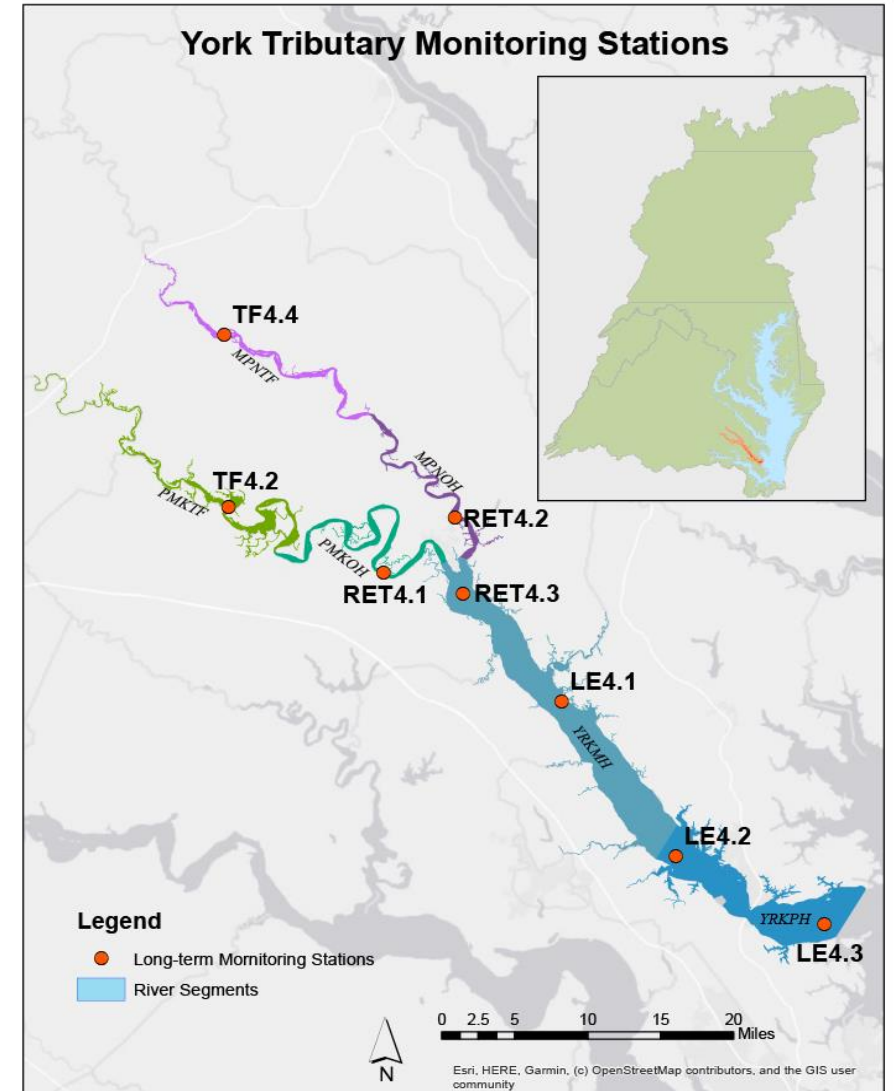 York Tributary Monitoring Stations
TF4.4
MPNTF
TF4.2
PMKTF
MPNOH
RET4.2
PMKOH
RET4.1
RET4.3
LE4.1
YRKMH
LE4.2
YRKPH
LE4.3
Legend
Long-term Mornitoring Stations
River Segments
0 2.5 5 10 15 20
Miles
N
Esri, HERE, Garmin, (c) OpenStreetMap contributors, and the GIS user
community